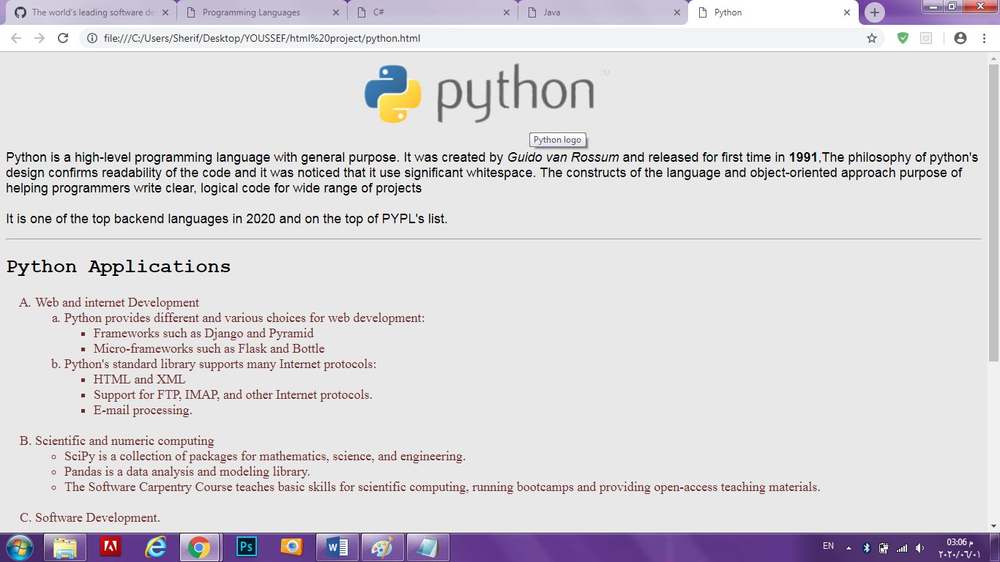 The world's leading software de
Programming Languages
C#
Java
Python
file:///C:/Users/Sherif/Desktop/YOUSSEF/html%20project/python.html
python
TM
Python logo
Python is a high-level programming language with general purpose. It was created by Guido van Rossum and released for first time in 1991,The philosophy of python's
design confirms readability of the code and it was noticed that it use significant whitespace. The constructs of the language and object-oriented approach purpose of
helping programmers write clear, logical code for wide range of projects
It is one of the top backend languages in 2020 and on the top of PYPL's list.
Python Applications
A. Web and internet Development
a. Python provides different and various choices for web development:
▪ Frameworks such as Django and Pyramid
▪ Micro-frameworks such as Flask and Bottle
b. Python's standard library supports many Internet protocols:
▪ HTML and XML
▪ Support for FTP, IMAP, and other Internet protocols.
▪ E-mail processing.
B. Scientific and numeric computing
◦ SciPy is a collection of packages for mathematics, science, and engineering.
◦ Pandas is a data analysis and modeling library.
◦ The Software Carpentry Course teaches basic skills for scientific computing, running bootcamps and providing open-access teaching materials.
C. Software Development.
Ps
W
EN
03:06 م
٢٠٢٠/٠٦/٠١